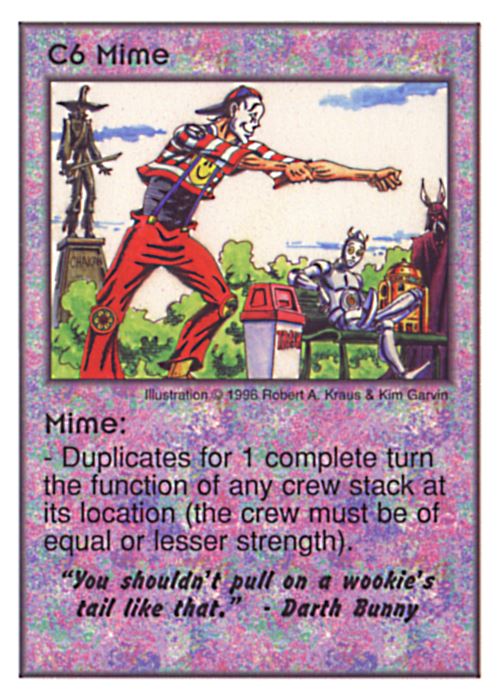 C6 Mime
CHAKAN
TRASH
Illustration © 1996 Robert A. Kraus & Kim Garvin
Mime:
- Duplicates for 1 complete turn
the function of any crew stack at
its location (the crew must be of
equal or lesser strength).
"You shouldn't pull on a wookie's
tail like that." - Darth Bunny